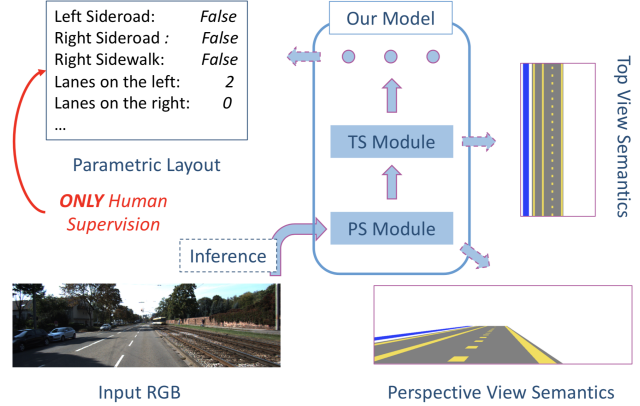 Left Sideroad: False
Right Sideroad : False
Right Sidewalk: False
Lanes on the left: 2
Lanes on the right: 0
...
Parametric Layout
ONLY Human
Supervision
Our Model
TS Module
PS Module
Inference
Top View Semantics
Input RGB
Perspective View Semantics